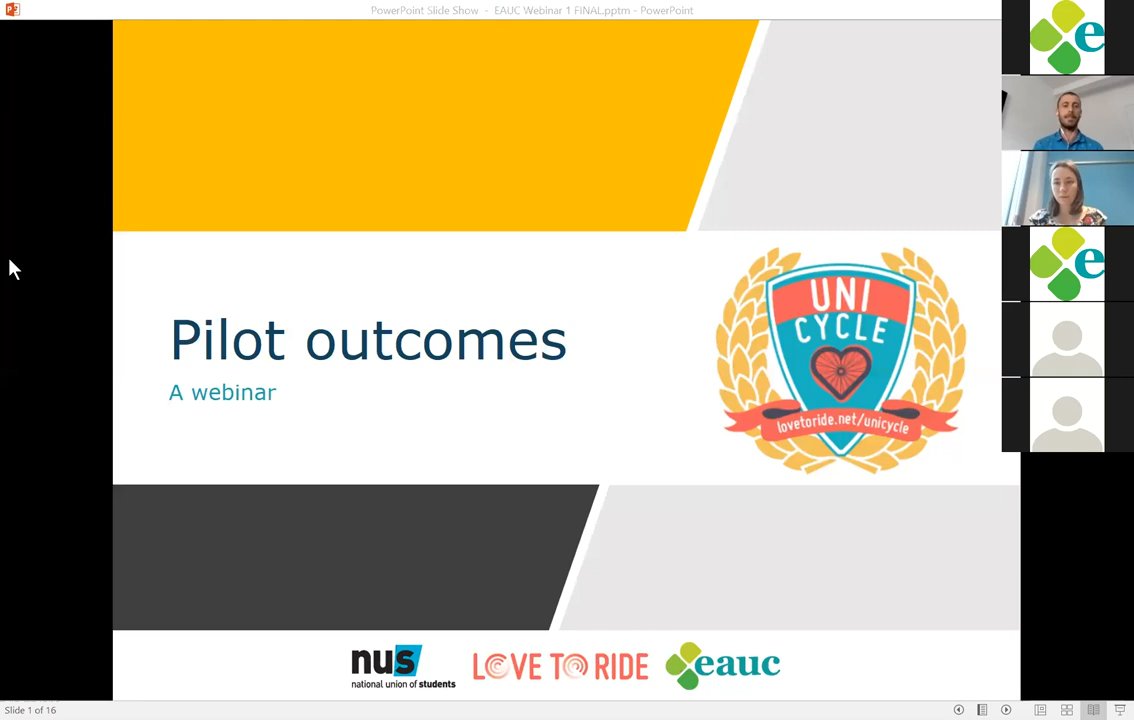 PowerPoint Slide Show - EAUC Webinar 1 FINAL.pptm - PowerPoint
e
e
UNI
CYCLE
lovetoride.net/unicycle
Pilot outcomes
A webinar
nus
national union of students
LOVE TO RIDE
eauc
Slide 1 of 16